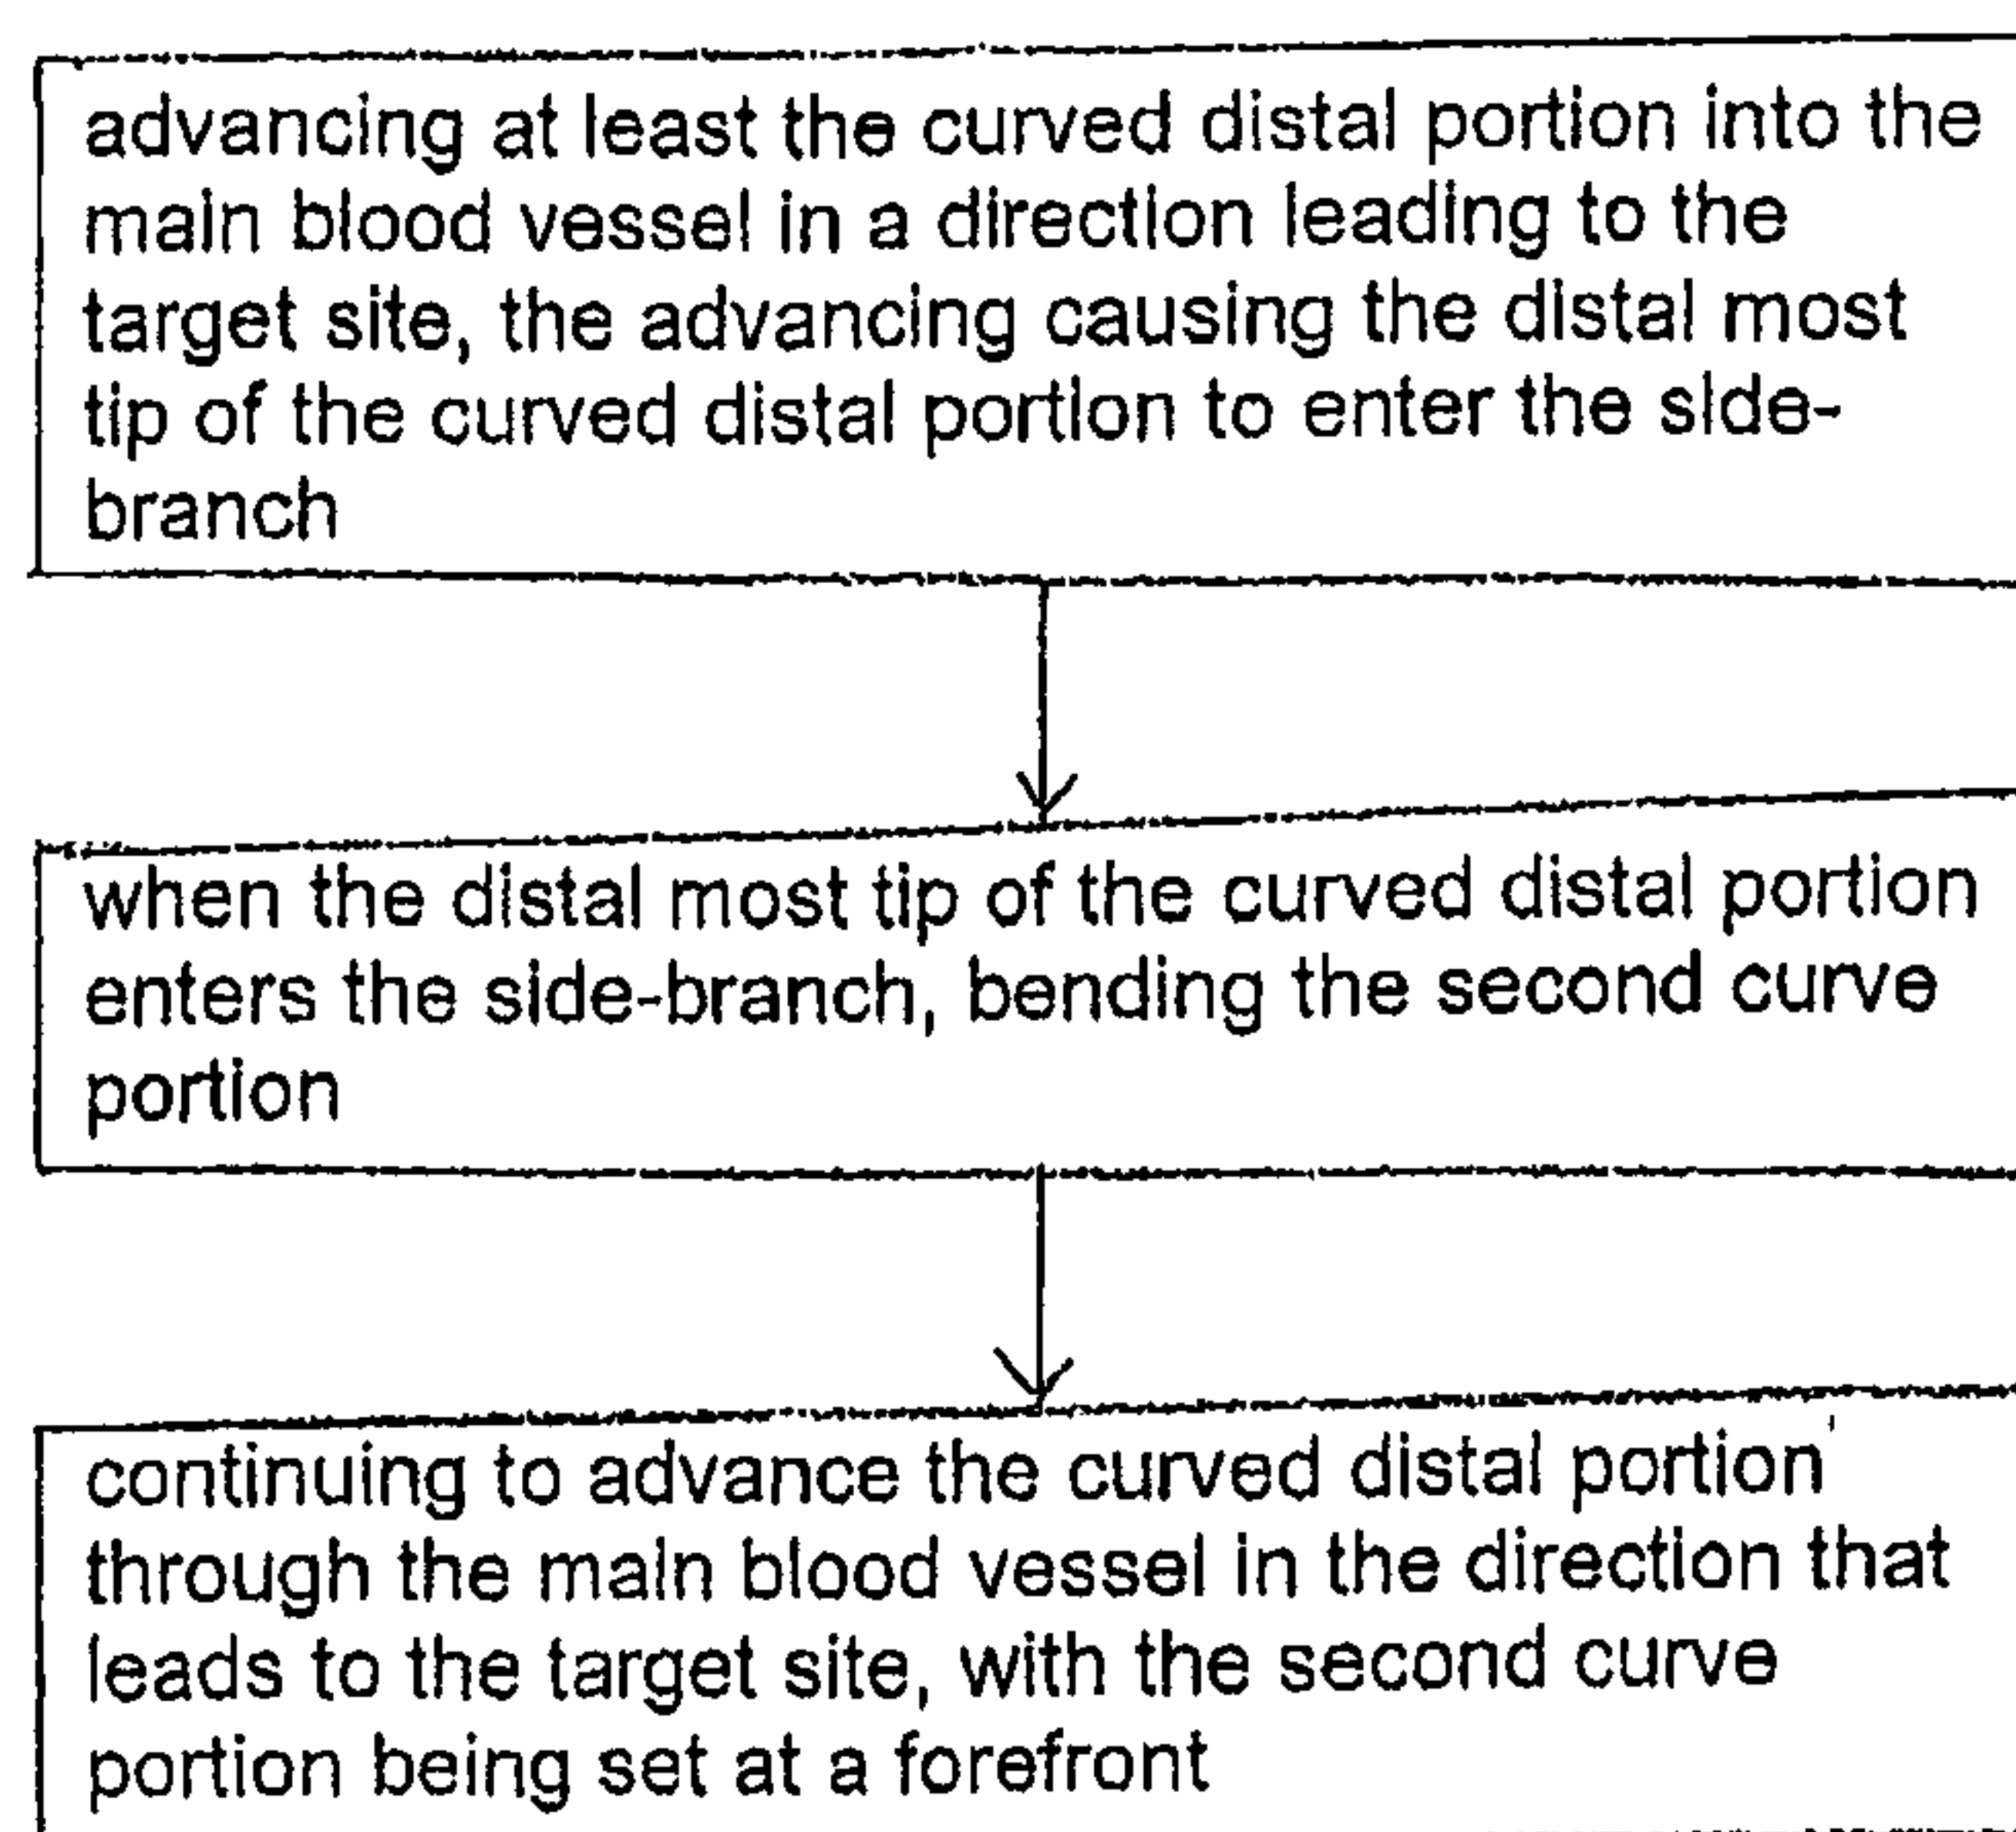 advancing at least the curved distal portion into the
main blood vessel in a direction leading to the
target site, the advancing causing the distal most
tip of the curved distal portion to enter the side-
branch
when the distal most tip of the curved distal portion
enters the side-branch, bending the second curve
portion
continuing to advance the curved distal portion
through the main blood vessel in the direction that
leads to the target site, with the second curve
portion being set at a forefront